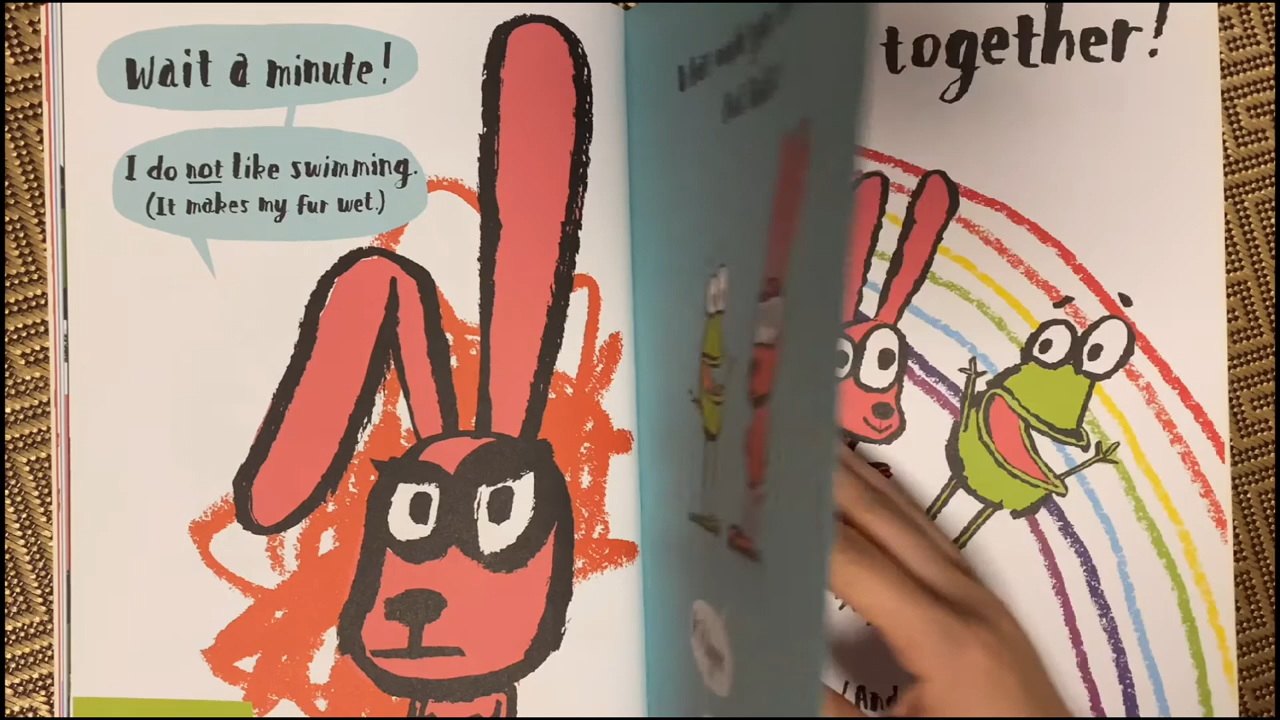 Wait a minute!
I do not like swimming.
(It makes my fur wet.)
together!
(And